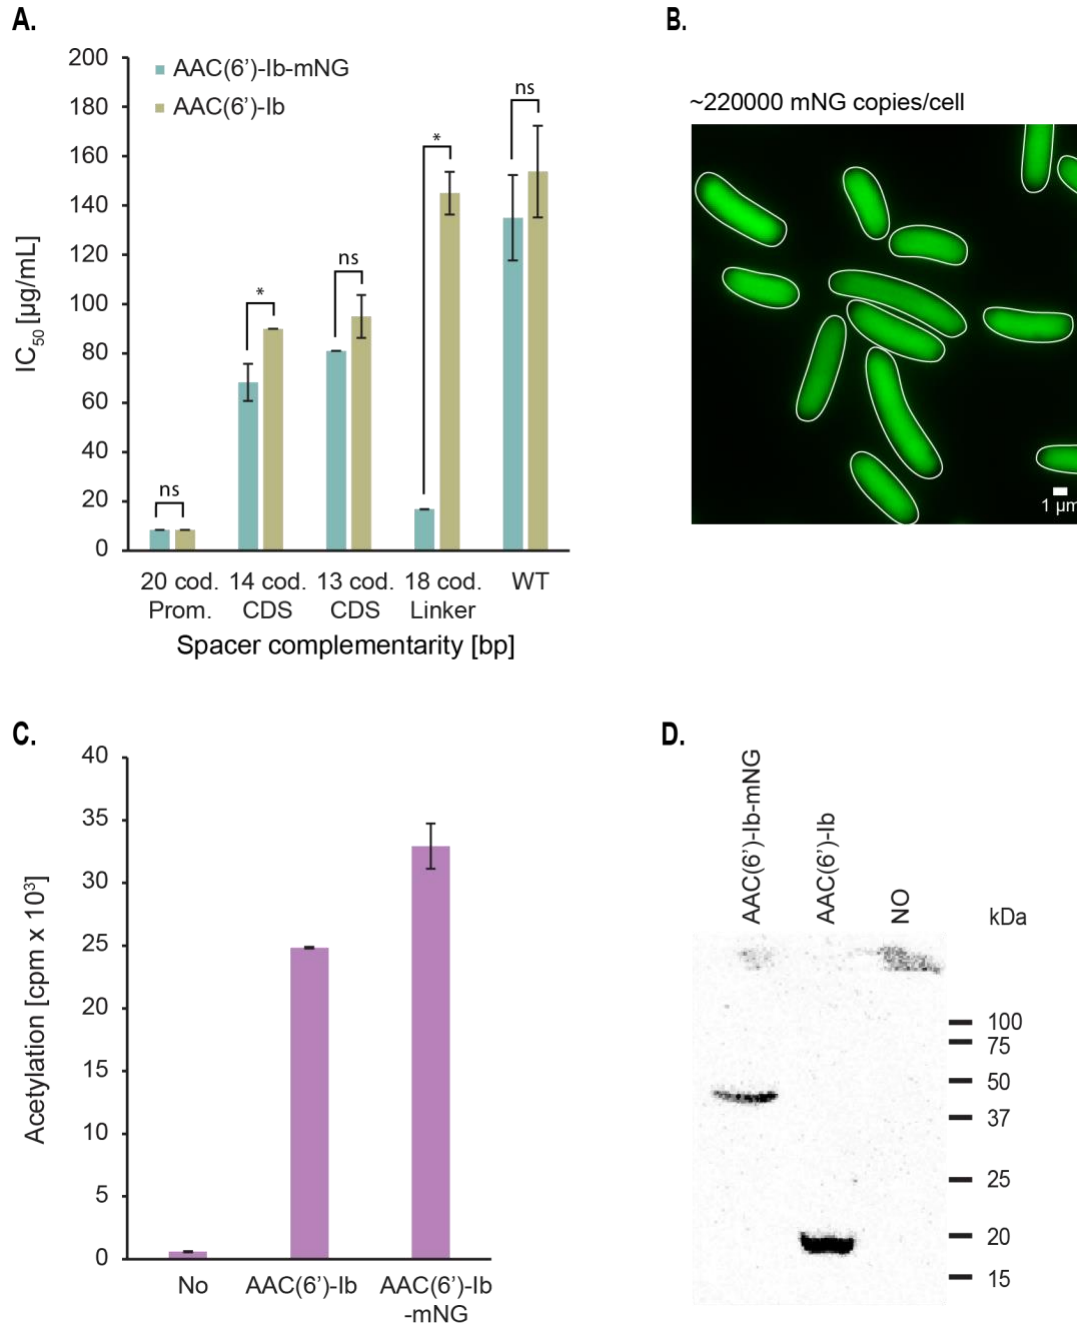 A.
200
180
160
140
120
100
80
60
40
20
0
IC50 [µg/mL]
AAC(6’)-Ib-mNG
AAC(6’)-Ib
ns
*
ns
*
ns
20 cod. 14 cod. 13 cod. 18 cod. WT
Prom. CDS CDS Linker
Spacer complementarity [bp]
B.
~220000 mNG copies/cell
1 µm
C.
40
35
30
25
20
15
10
5
0
Acetylation [cpm x 10³]
No AAC(6’)-Ib AAC(6’)-Ib
-mNG
D.
AAC(6’)-Ib-mNG
AAC(6’)-Ib
NO
kDa
100
75
50
37
25
20
15